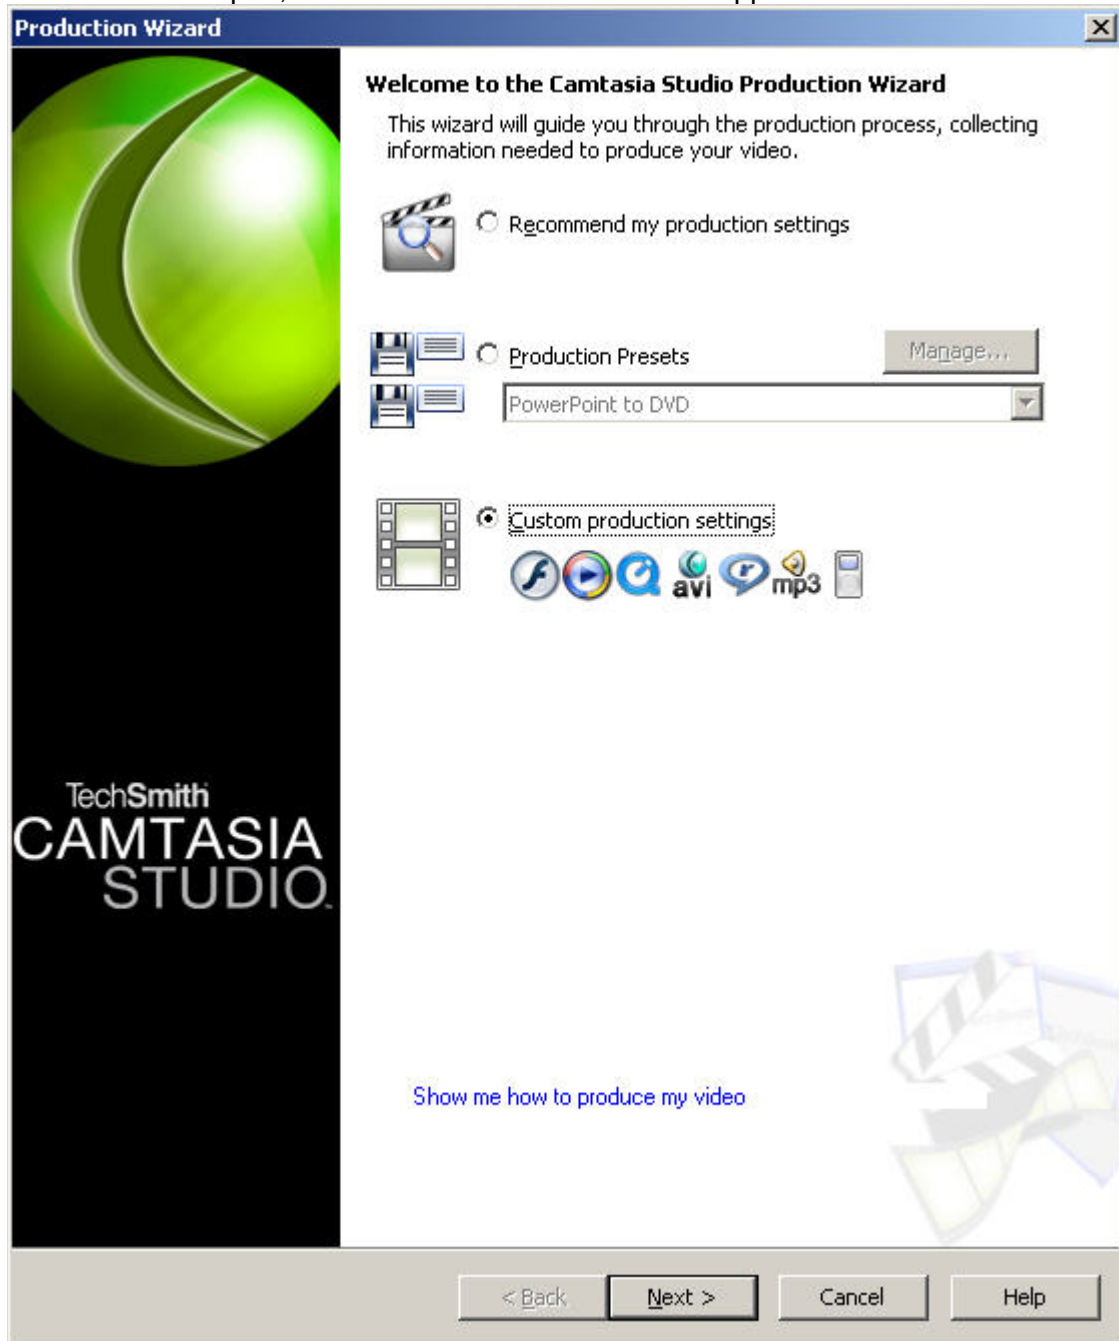 Production Wizard
Welcome to the Camtasia Studio Production Wizard
This wizard will guide you through the production process, collecting
information needed to produce your video.
Recommend my production settings
Production Presets
Manage...
PowerPoint to DVD
Custom production settings
avi
mp3
TechSmith
CAMTASIA
STUDIO
Show me how to produce my video
< Back
Next >
Cancel
Help